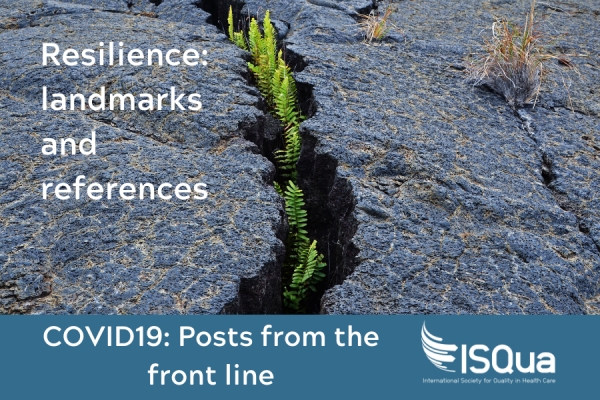 Resilience:
landmarks
and
references
COVID19: Posts from the
front line
ISQua
International Society for Quality in Health Care